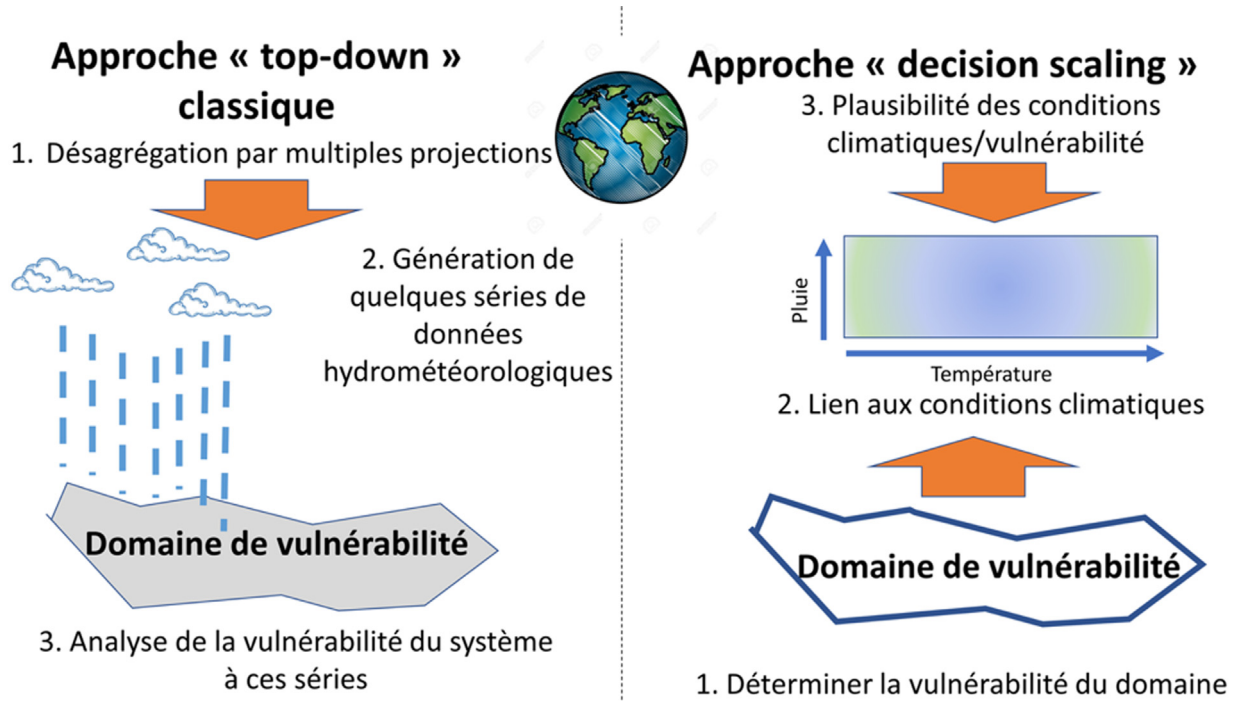 Approche « top-down »
classique
1. Désagrégation par multiples projections
2. Génération de
quelques séries de
données
hydrométéorologiques
Domaine de vulnérabilité
3. Analyse de la vulnérabilité du système
à ces séries
Approche « decision scaling »
3. Plausibilité des conditions
climatiques/vulnérabilité
Pluie
Température
2. Lien aux conditions climatiques
Domaine de vulnérabilité
1. Déterminer la vulnérabilité du domaine